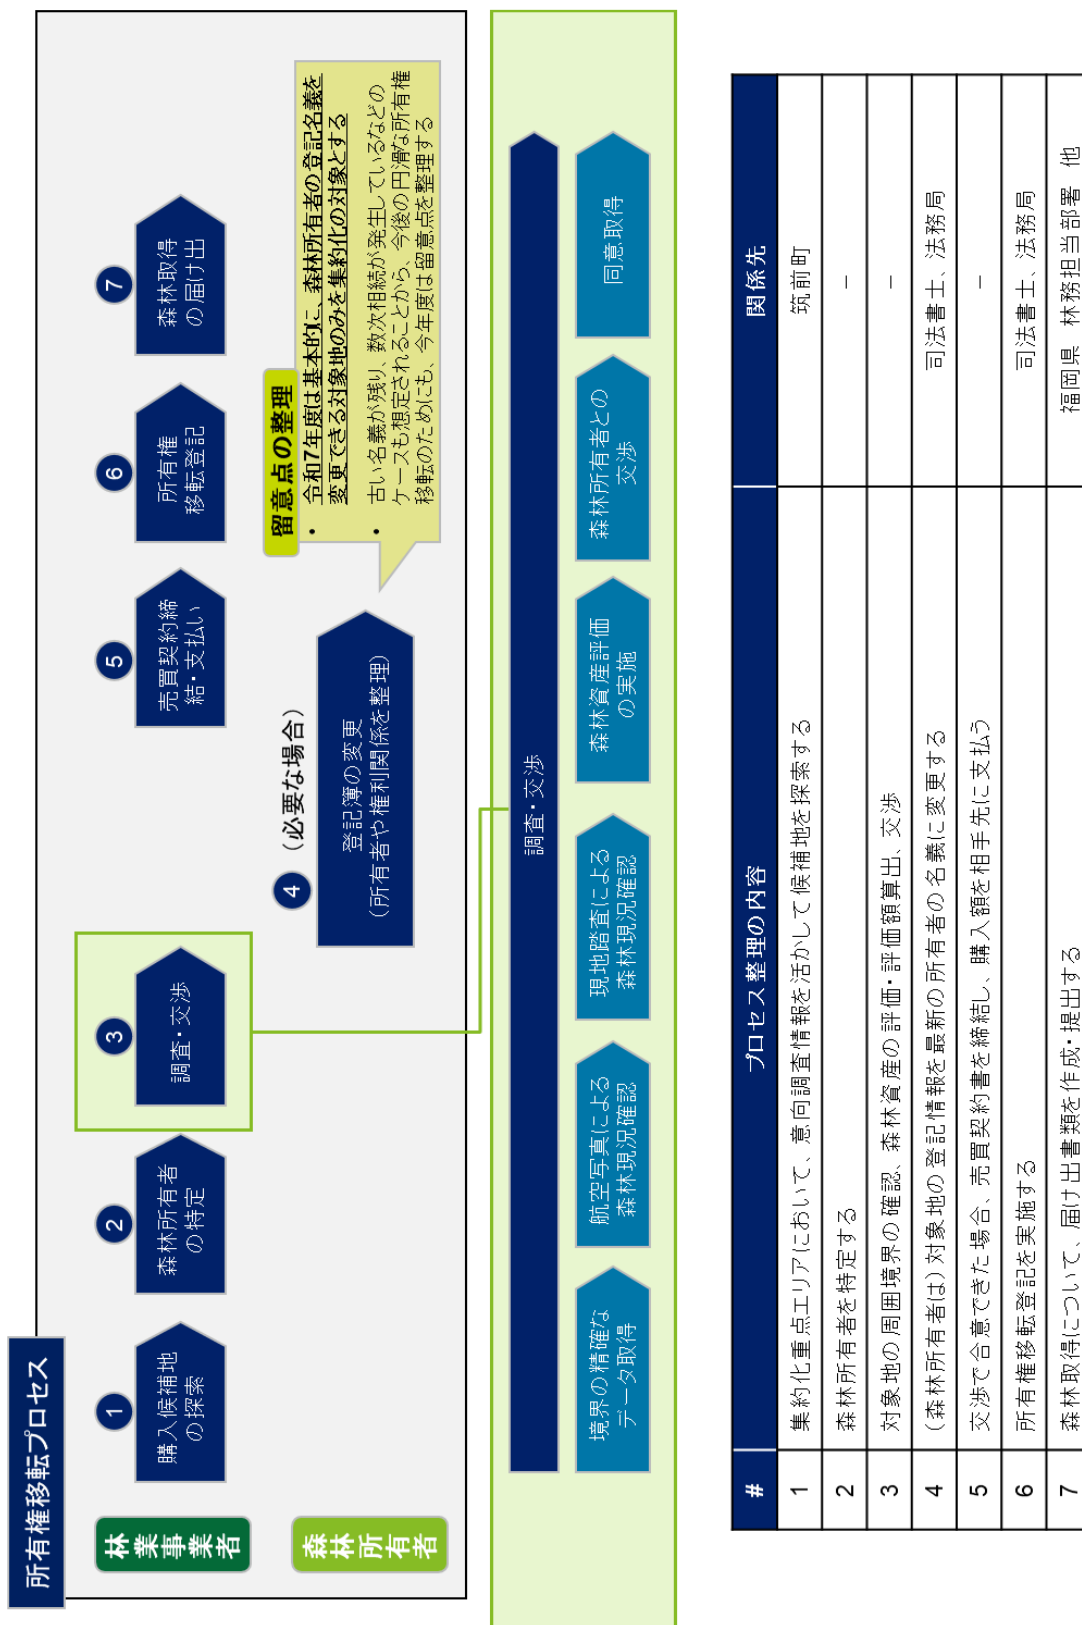 所有権移転プロセス
林業事業者
1
購入候補地
の探索
2
森林所有者
の特定
3
調査・交渉
5
売買契約締
結・支払い
6
所有権
移転登記
7
森林取得
の届け出
森林所有者
4
(必要な場合)
登記簿の変更
(所有者や権利関係を整理)
留意点の整理
• 令和7年度は基本的に、森林所有者の登記名義を
変更できる対象地のみを集約化の対象とする
• 古い名義が残り、数次相続が発生しているなどの
ケースも想定されることから、今後の円滑な所有権
移転のためにも、今年度は留意点を整理する
調査・交渉
境界の精確な
データ取得
航空写真による
森林現況確認
現地踏査による
森林現況確認
森林資産評価
の実施
森林所有者との
交渉
同意取得
# プロセス整理の内容 関係先
1 集約化重点エリアにおいて、意向調査情報を活かして候補地を探索する 筑前町
2 森林所有者を特定する –
3 対象地の周囲境界の確認、森林資産の評価・評価額算出、交渉 –
4 (森林所有者は)対象地の登記情報を最新の所有者の名義に変更する 司法書士、法務局
5 交渉で合意できた場合、売買契約書を締結し、購入額を相手先に支払う –
6 所有権移転登記を実施する 司法書士、法務局
7 森林取得について、届け出書類を作成・提出する 福岡県 林務担当部署 他